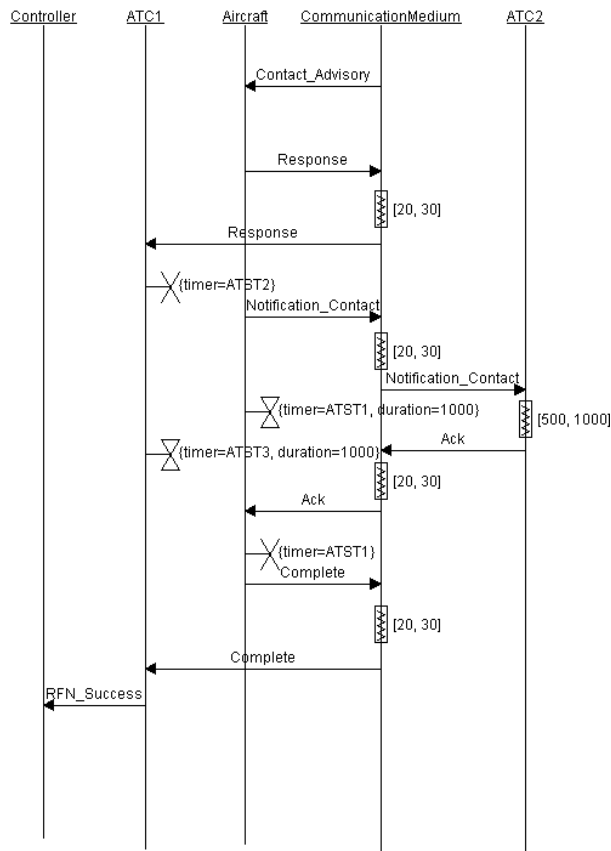 Controller ATC1 Aircraft CommunicationMedium ATC2
Contact_Advisory
Response
[20, 30]
Response
{timer=ATST2}
Notification_Contact
[20, 30]
Notification_Contact
{timer=ATST1, duration=1000}
[500, 1000]
Ack
{timer=ATST3, duration=1000}
[20, 30]
Ack
{timer=ATST1}
Complete
[20, 30]
Complete
RFN_Success